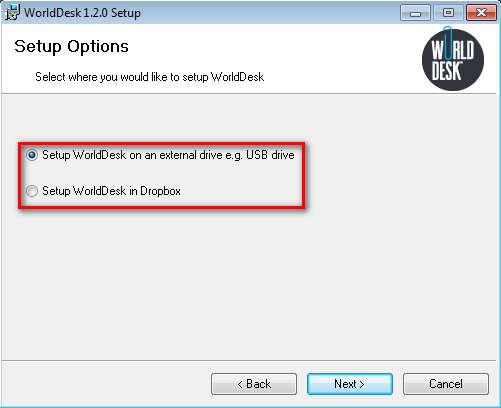 WorldDesk 1.2.0 Setup
Setup Options
Select where you would like to setup WorldDesk
WORLD
DESK
Setup WorldDesk on an external drive e.g. USB drive
Setup WorldDesk in Dropbox
< Back
Next >
Cancel